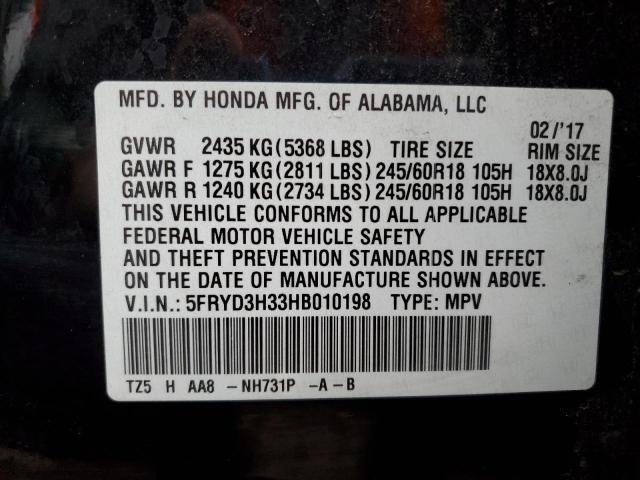 MFD. BY HONDA MFG. OF ALABAMA, LLC
02/'17
GVWR 2435 KG (5368 LBS) TIRE SIZE RIM SIZE
GAWR F 1275 KG (2811 LBS) 245/60R18 105H 18X8.0J
GAWR R 1240 KG (2734 LBS) 245/60R18 105H 18X8.0J
THIS VEHICLE CONFORMS TO ALL APPLICABLE
FEDERAL MOTOR VEHICLE SAFETY
AND THEFT PREVENTION STANDARDS IN EFFECT
ON THE DATE OF MANUFACTURE SHOWN ABOVE.
V.I.N.: 5FRYD3H33HB010198 TYPE: MPV
TZ5 H AA8 -NH731P -A-B